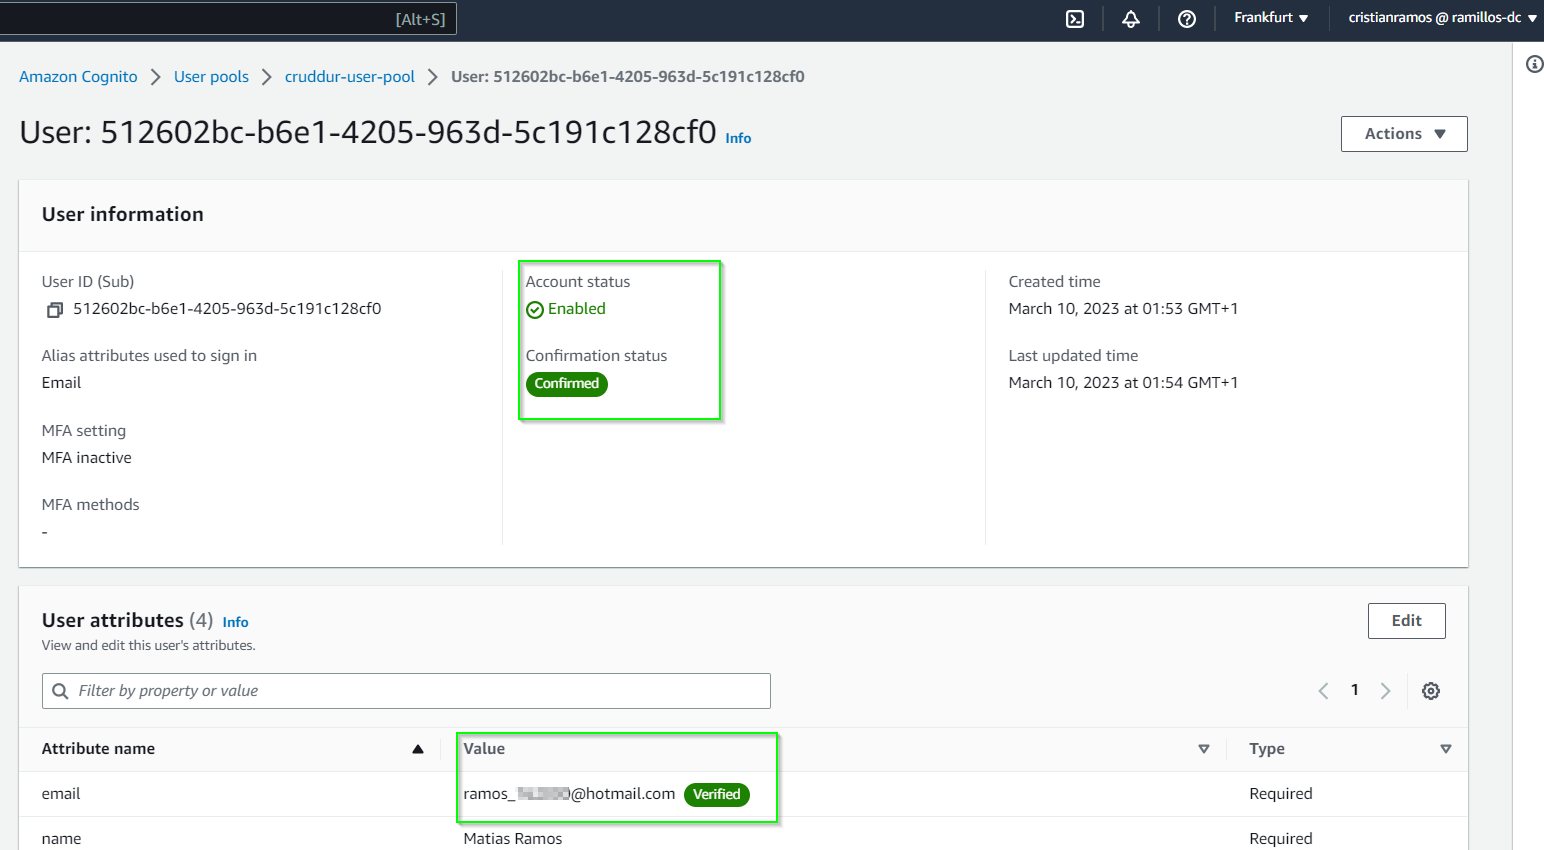 [Alt+S]
Frankfurt
cristianramos @ ramillos-dc
Amazon Cognito
User pools
cruddur-user-pool
User: 512602bc-b6e1-4205-963d-5c191c128cf0
User: 512602bc-b6e1-4205-963d-5c191c128cf0 Info
Actions
User information
User ID (Sub)
512602bc-b6e1-4205-963d-5c191c128cf0
Alias attributes used to sign in
Email
MFA setting
MFA inactive
MFA methods
-
Account status
Enabled
Confirmation status
Confirmed
Created time
March 10, 2023 at 01:53 GMT+1
Last updated time
March 10, 2023 at 01:54 GMT+1
User attributes (4) Info
View and edit this user's attributes.
Edit
Filter by property or value
1
Attribute name Value Type
email ramos_ @hotmail.com Verified Required
name Matias Ramos Required